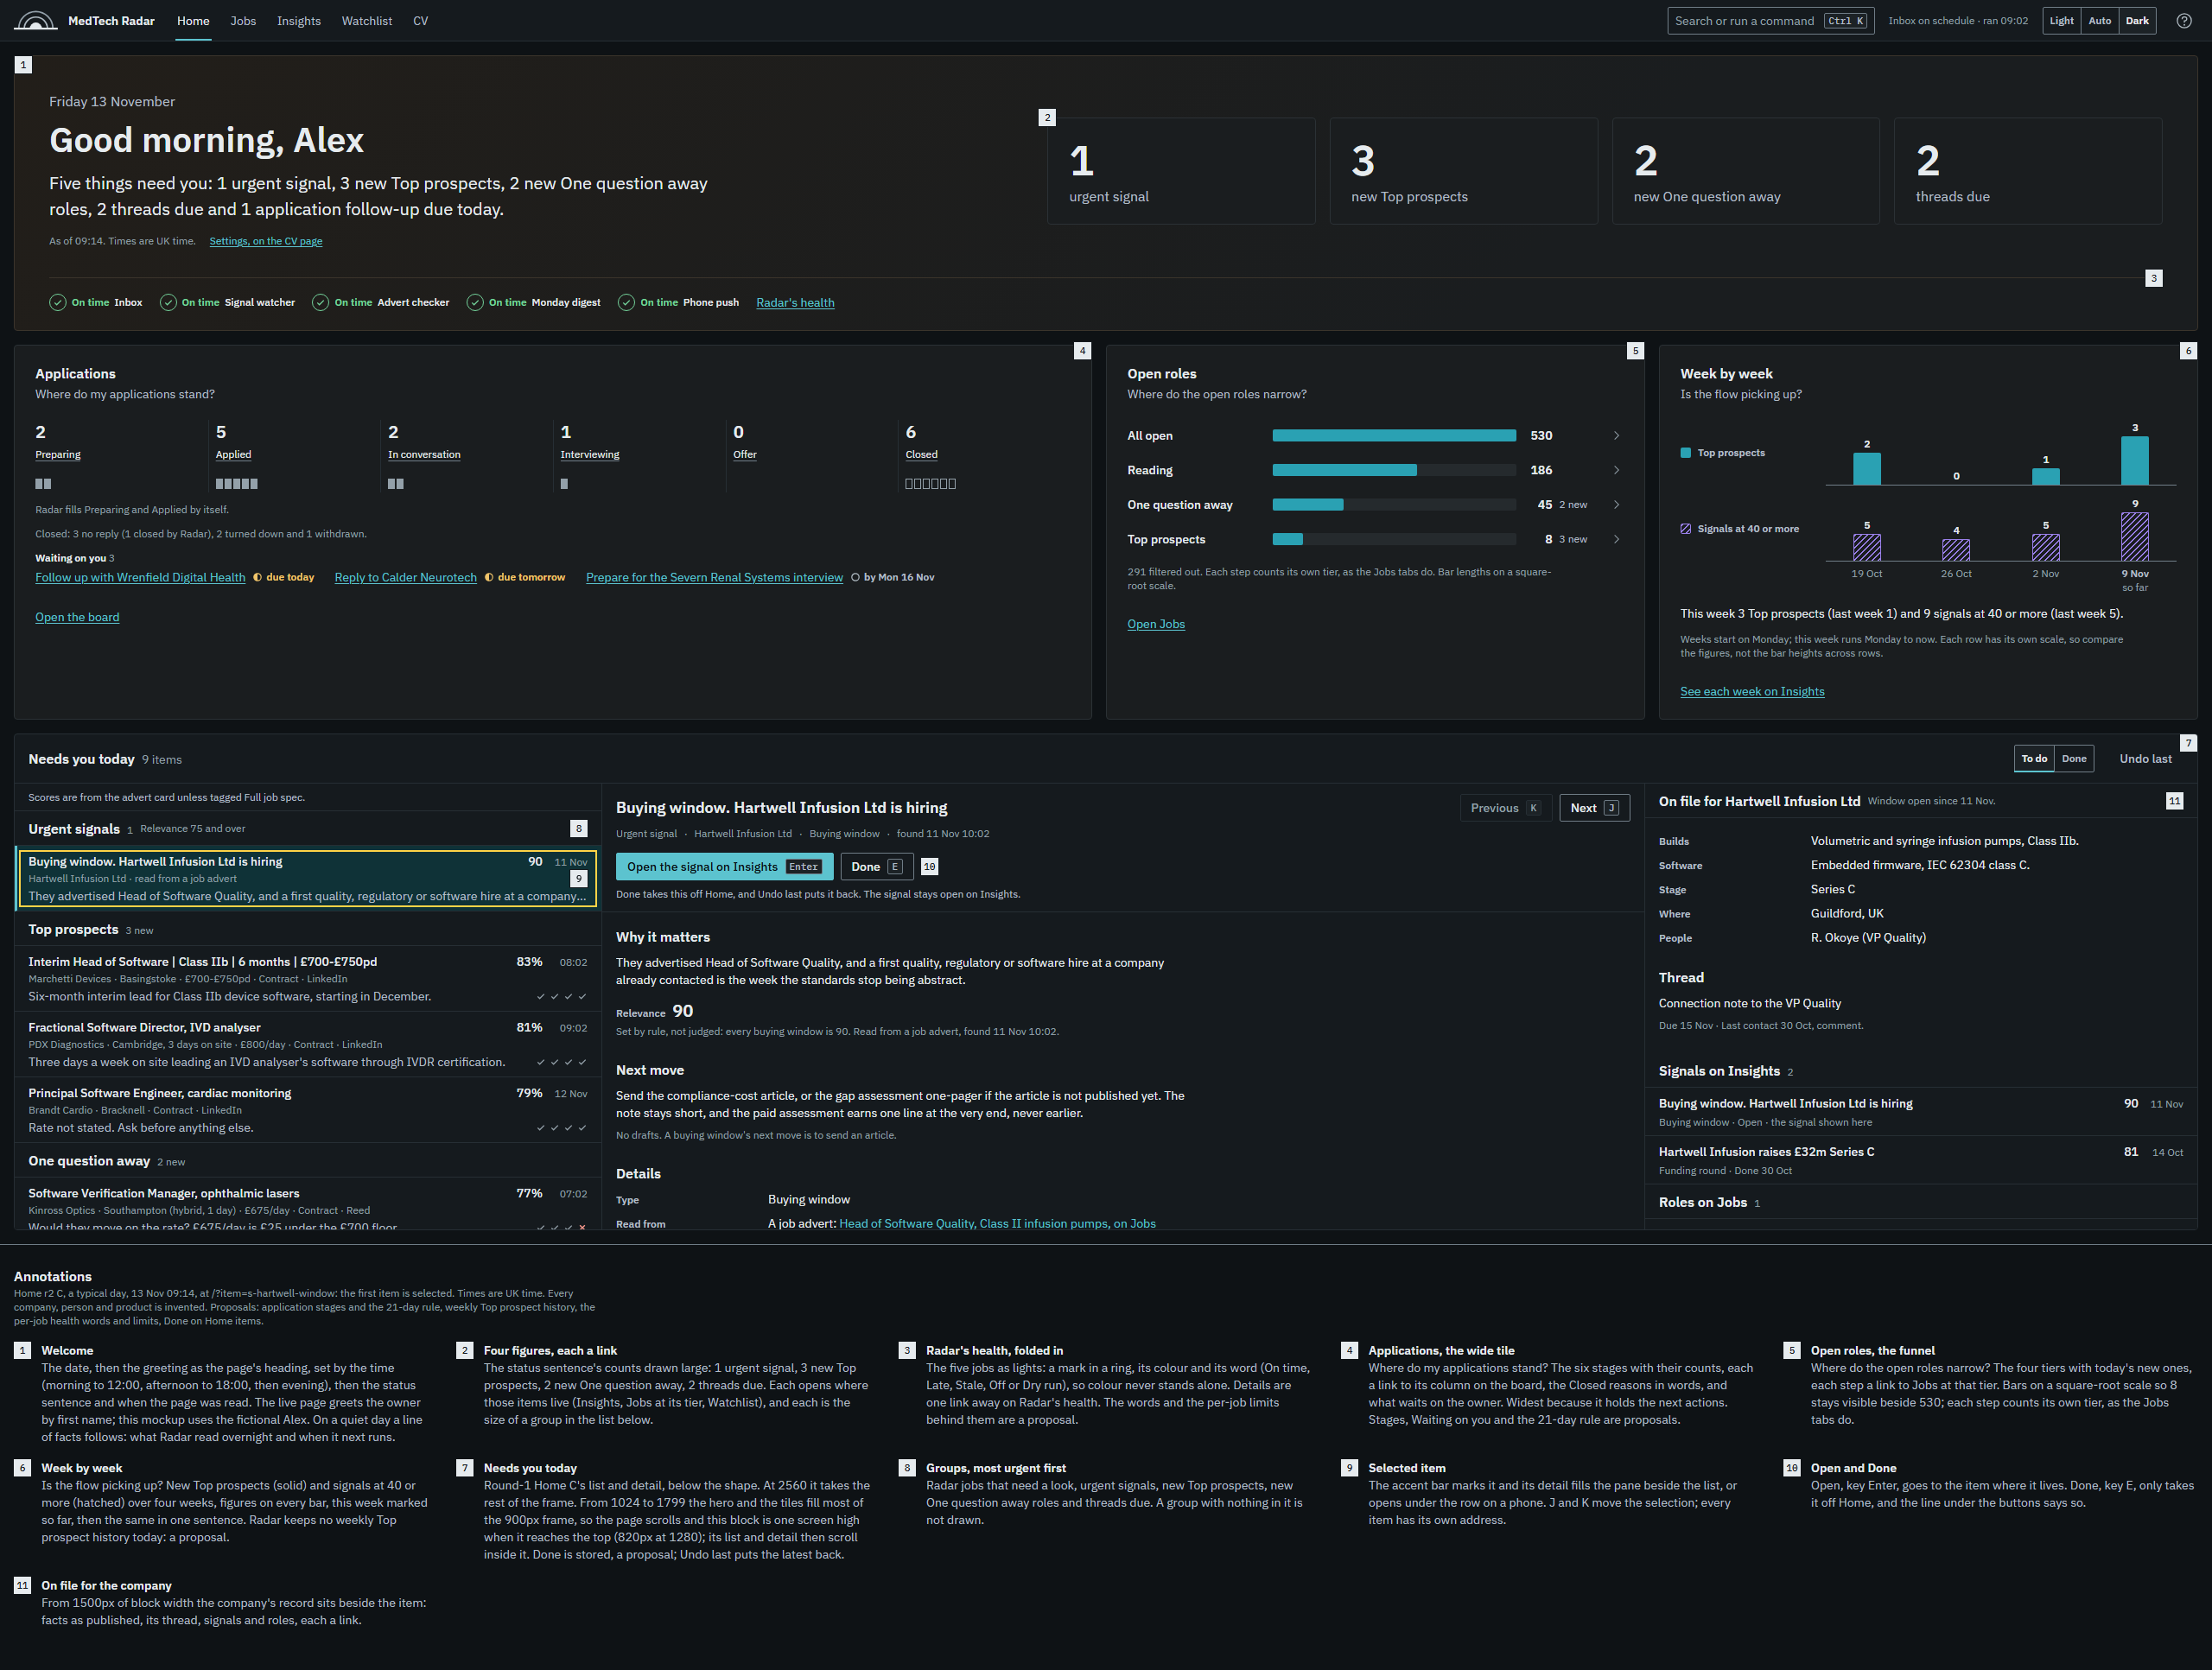 MedTech Radar Home Jobs Insights Watchlist CV Search or run a command Ctrl K Inbox on schedule · ran 09:02 Light Auto Dark ?
1
Friday 13 November
Good morning, Alex
Five things need you: 1 urgent signal, 3 new Top prospects, 2 new One question away
roles, 2 threads due and 1 application follow-up due today.
As of 09:14. Times are UK time. Settings, on the CV page
2
1
urgent signal
3
new Top prospects
2
new One question away
2
threads due
3
On time Inbox On time Signal watcher On time Advert checker On time Monday digest On time Phone push Radar's health
4
Applications
Where do my applications stand?
2 5 2 1 0 6
Preparing Applied In conversation Interviewing Offer Closed
Radar fills Preparing and Applied by itself.
Closed: 3 no reply (1 closed by Radar), 2 turned down and 1 withdrawn.
Waiting on you 3
Follow up with Wrenfield Digital Health due today Reply to Calder Neurotech due tomorrow Prepare for the Severn Renal Systems interview by Mon 16 Nov
Open the board
5
Open roles
Where do the open roles narrow?
All open 530
Reading 186
One question away 45 2 new
Top prospects 8 3 new
291 filtered out. Each step counts its own tier, as the Jobs tabs do. Bar lengths on a square-
root scale.
Open Jobs
6
Week by week
Is the flow picking up?
Top prospects 2 0 1 3
Signals at 40 or more 5 4 5 9
19 Oct 26 Oct 2 Nov 9 Nov
so far
This week 3 Top prospects (last week 1) and 9 signals at 40 or more (last week 5).
Weeks start on Monday; this week runs Monday to now. Each row has its own scale, so compare
the figures, not the bar heights across rows.
See each week on Insights
7
Needs you today 9 items To do Done Undo last
Scores are from the advert card unless tagged Full job spec.
Urgent signals 1 Relevance 75 and over 8
Buying window. Hartwell Infusion Ltd is hiring 90 11 Nov
Hartwell Infusion Ltd · read from a job advert 9
They advertised Head of Software Quality, and a first quality, regulatory or software hire at a company...
Top prospects 3 new
Interim Head of Software | Class IIb | 6 months | £700-£750pd 83% 08:02
Marchetti Devices · Basingstoke · £700-£750pd · Contract · LinkedIn
Six-month interim lead for Class IIb device software, starting in December.
Fractional Software Director, IVD analyser 81% 09:02
PDX Diagnostics · Cambridge, 3 days on site · £800/day · Contract · LinkedIn
Three days a week on site leading an IVD analyser's software through IVDR certification.
Principal Software Engineer, cardiac monitoring 79% 12 Nov
Brandt Cardio · Bracknell · Contract · LinkedIn
Rate not stated. Ask before anything else.
One question away 2 new
Software Verification Manager, ophthalmic lasers 77% 07:02
Kinross Optics · Southampton (hybrid, 1 day) · £675/day · Contract · Reed
Would they move on the rate? £675/day is £25 under the £700 floor
Buying window. Hartwell Infusion Ltd is hiring Previous K Next J
Urgent signal · Hartwell Infusion Ltd · Buying window · found 11 Nov 10:02
Open the signal on Insights Enter Done E 10
Done takes this off Home, and Undo last puts it back. The signal stays open on Insights.
Why it matters
They advertised Head of Software Quality, and a first quality, regulatory or software hire at a company
already contacted is the week the standards stop being abstract.
Relevance 90
Set by rule, not judged: every buying window is 90. Read from a job advert, found 11 Nov 10:02.
Next move
Send the compliance-cost article, or the gap assessment one-pager if the article is not published yet. The
note stays short, and the paid assessment earns one line at the very end, never earlier.
No drafts. A buying window's next move is to send an article.
Details
Type Buying window
Read from A job advert: Head of Software Quality, Class II infusion pumps, on Jobs
On file for Hartwell Infusion Ltd Window open since 11 Nov. 11
Builds Volumetric and syringe infusion pumps, Class IIb.
Software Embedded firmware, IEC 62304 class C.
Stage Series C
Where Guildford, UK
People R. Okoye (VP Quality)
Thread
Connection note to the VP Quality
Due 15 Nov · Last contact 30 Oct, comment.
Signals on Insights 2
Buying window. Hartwell Infusion Ltd is hiring 90 11 Nov
Buying window · Open · the signal shown here
Hartwell Infusion raises £32m Series C 81 14 Oct
Funding round · Done 30 Oct
Roles on Jobs 1
Annotations
Home r2 C, a typical day, 13 Nov 09:14, at /?item=s-hartwell-window: the first item is selected. Times are UK time. Every
company, person and product is invented. Proposals: application stages and the 21-day rule, weekly Top prospect history, the
per-job health words and limits, Done on Home items.
1 Welcome
The date, then the greeting as the page's heading, set by the time
(morning to 12:00, afternoon to 18:00, then evening), then the status
sentence and when the page was read. The live page greets the owner
by first name; this mockup uses the fictional Alex. On a quiet day a line
of facts follows: what Radar read overnight and when it next runs.
2 Four figures, each a link
The status sentence's counts drawn large: 1 urgent signal, 3 new Top
prospects, 2 new One question away, 2 threads due. Each opens where
those items live (Insights, Jobs at its tier, Watchlist), and each is the
size of a group in the list below.
3 Radar's health, folded in
The five jobs as lights: a mark in a ring, its colour and its word (On time,
Late, Stale, Off or Dry run), so colour never stands alone. Details are
one link away on Radar's health. The words and the per-job limits
behind them are a proposal.
4 Applications, the wide tile
Where do my applications stand? The six stages with their counts, each
a link to its column on the board, the Closed reasons in words, and
what waits on the owner. Widest because it holds the next actions.
Stages, Waiting on you and the 21-day rule are proposals.
5 Open roles, the funnel
Where do the open roles narrow? The four tiers with today's new ones,
each step a link to Jobs at that tier. Bars on a square-root scale so 8
stays visible beside 530; each step counts its own tier, as the Jobs
tabs do.
6 Week by week
Is the flow picking up? New Top prospects (solid) and signals at 40 or
more (hatched) over four weeks, figures on every bar, this week marked
so far, then the same in one sentence. Radar keeps no weekly Top
prospect history today: a proposal.
7 Needs you today
Round-1 Home C's list and detail, below the shape. At 2560 it takes the
rest of the frame. From 1024 to 1799 the hero and the tiles fill most of
the 900px frame, so the page scrolls and this block is one screen high
when it reaches the top (820px at 1280); its list and detail then scroll
inside it. Done is stored, a proposal; Undo last puts the latest back.
8 Groups, most urgent first
Radar jobs that need a look, urgent signals, new Top prospects, new
One question away roles and threads due. A group with nothing in it is
not drawn.
9 Selected item
The accent bar marks it and its detail fills the pane beside the list, or
opens under the row on a phone. J and K move the selection; every
item has its own address.
10 Open and Done
Open, key Enter, goes to the item where it lives. Done, key E, only takes
it off Home, and the line under the buttons says so.
11 On file for the company
From 1500px of block width the company's record sits beside the item:
facts as published, its thread, signals and roles, each a link.